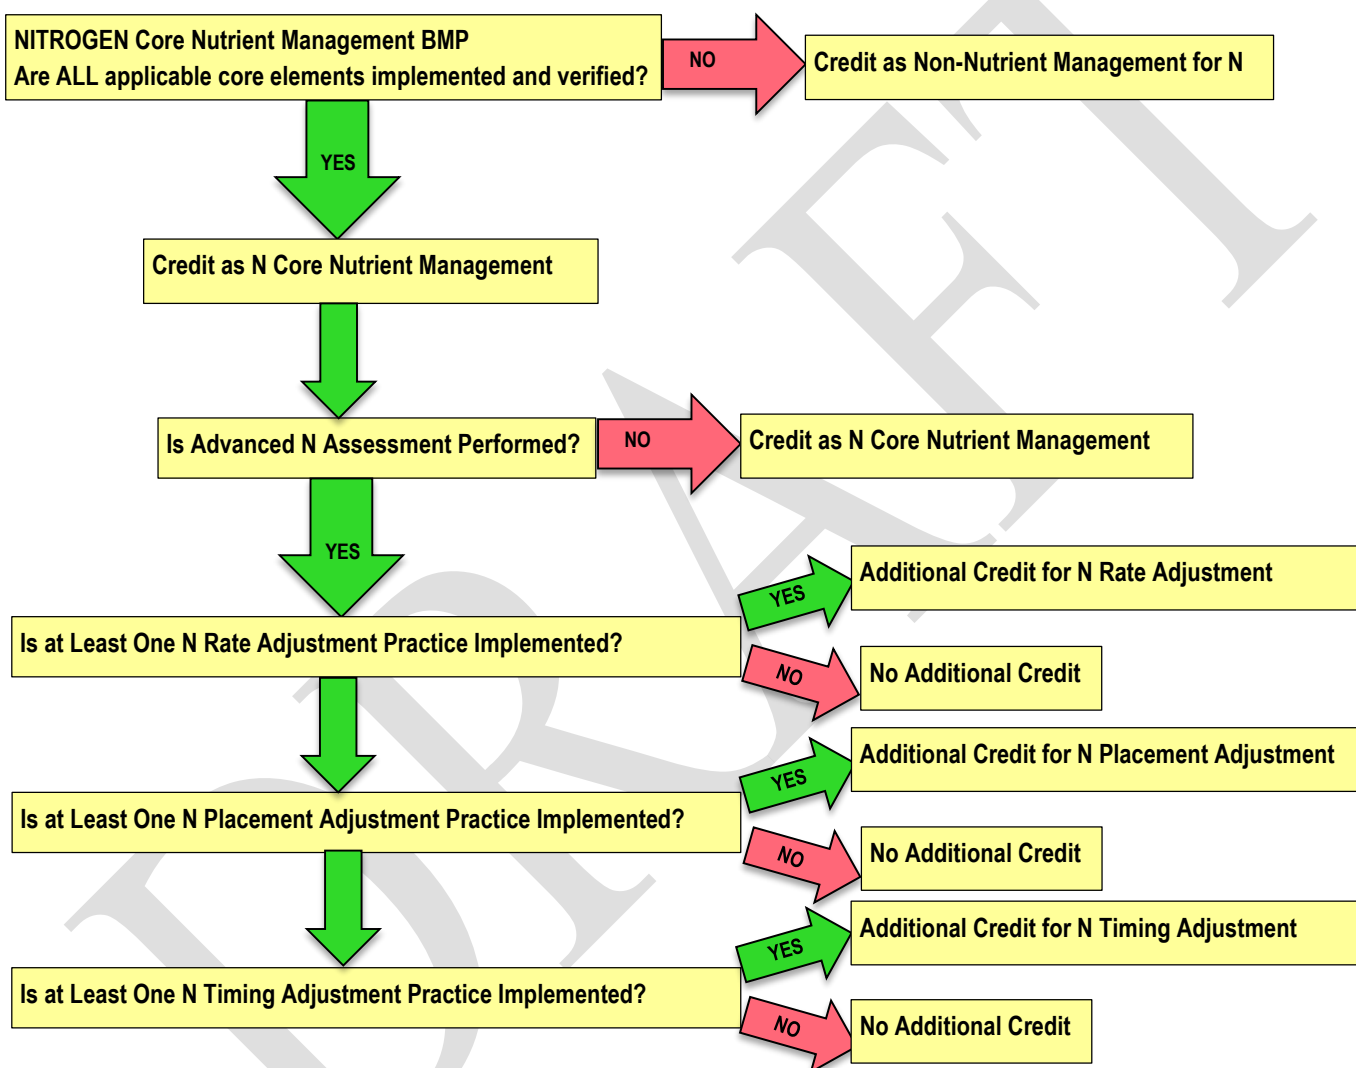 NITROGEN Core Nutrient Management BMP
Are ALL applicable core elements implemented and verified?
NO
Credit as Non-Nutrient Management for N
YES
Credit as N Core Nutrient Management
Is Advanced N Assessment Performed?
NO
Credit as N Core Nutrient Management
YES
Is at Least One N Rate Adjustment Practice Implemented?
YES
Additional Credit for N Rate Adjustment
NO
No Additional Credit
Is at Least One N Placement Adjustment Practice Implemented?
YES
Additional Credit for N Placement Adjustment
NO
No Additional Credit
Is at Least One N Timing Adjustment Practice Implemented?
YES
Additional Credit for N Timing Adjustment
NO
No Additional Credit
DRAFT